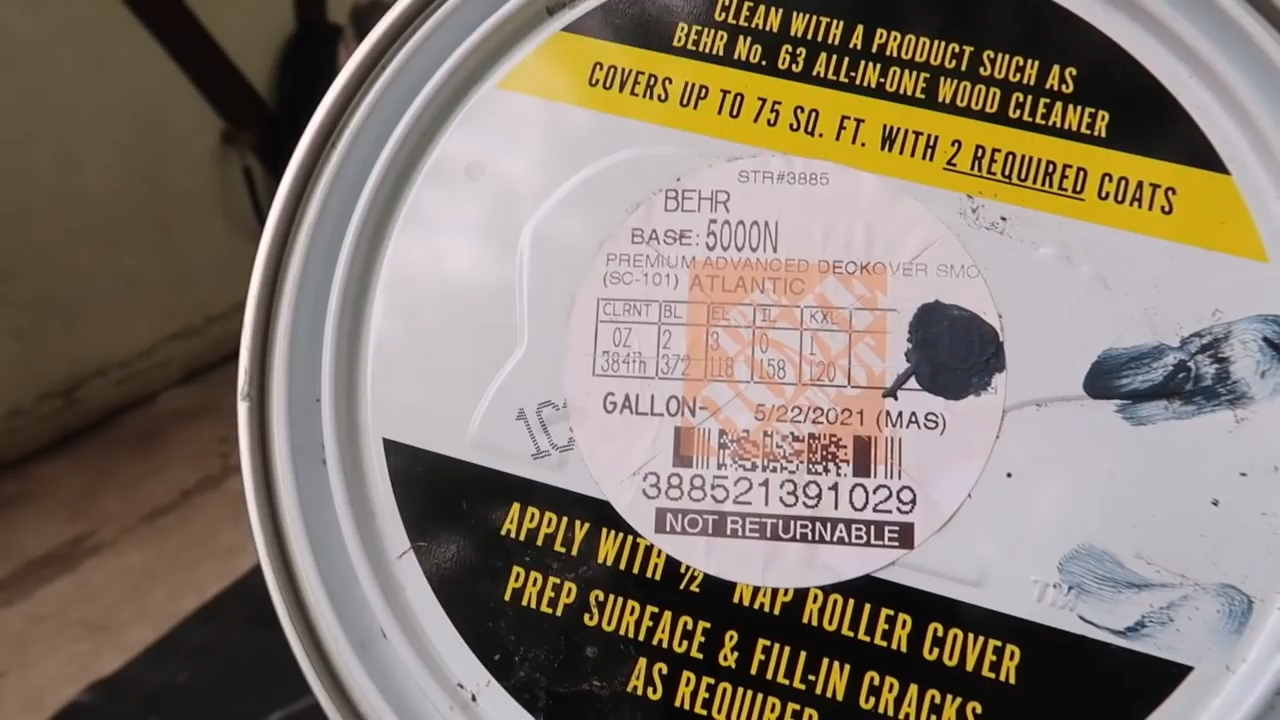 CLEAN WITH A PRODUCT SUCH AS
BEHR No. 63 ALL-IN-ONE WOOD CLEANER
COVERS UP TO 75 SQ. FT. WITH 2 REQUIRED COATS
STR#3885
BEHR
BASE: 5000N
PREMIUM ADVANCED DECKOVER SMO
(SC-101) ATLANTIC
CLRNT BL EL IL KXL
OZ 2 3 0 1
384th 372 118 158 120
GALLON- 5/22/2021 (MAS)
388521391029
NOT RETURNABLE
APPLY WITH ½" NAP ROLLER COVER
PREP SURFACE & FILL-IN CRACKS
AS REQUIRED
TM